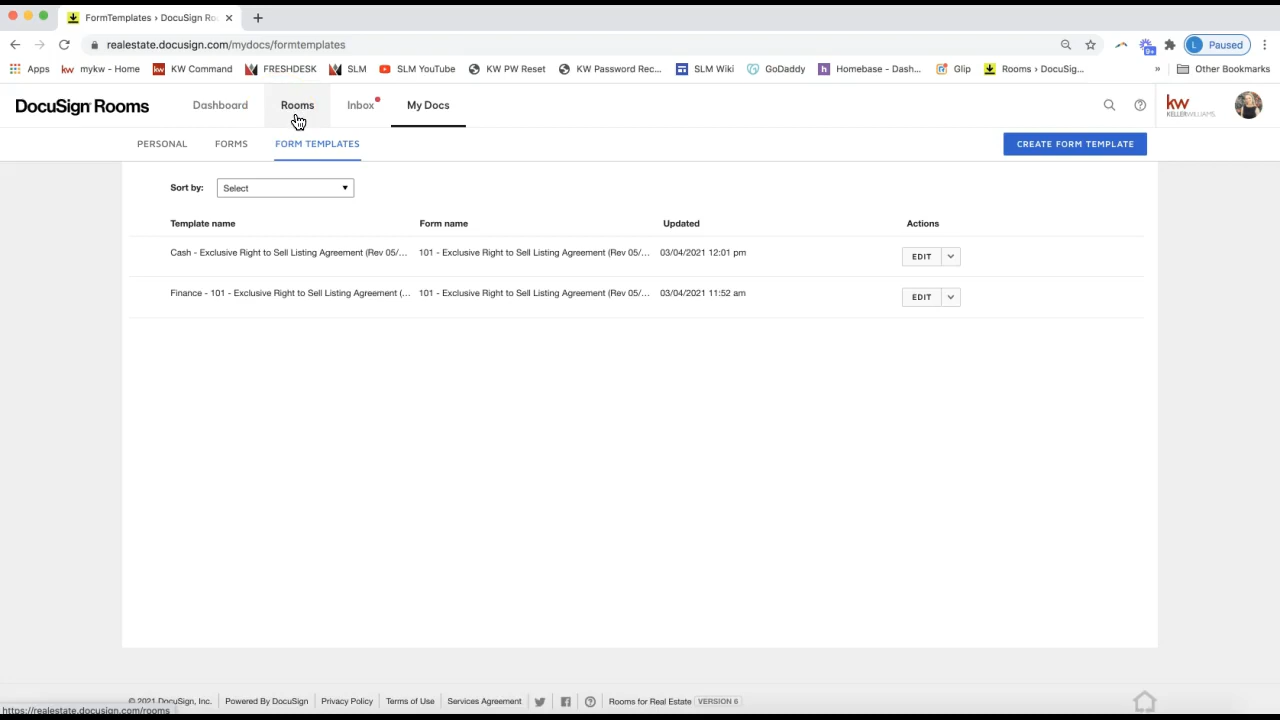 FormTemplates › DocuSign Ro
realestate.docusign.com/mydocs/formtemplates
L Paused
Apps
kw mykw - Home
kw KW Command
FRESHDESK
SLM
SLM YouTube
KW PW Reset
KW Password Rec...
SLM Wiki
GoDaddy
h Homebase - Dash...
Glip
Rooms › DocuSig...
»
Other Bookmarks
DocuSign Rooms
Dashboard
Rooms
Inbox
My Docs
kw
KELLERWILLIAMS.
PERSONAL
FORMS
FORM TEMPLATES
CREATE FORM TEMPLATE
Sort by: Select
Template name Form name Updated Actions
Cash - Exclusive Right to Sell Listing Agreement (Rev 05/... 101 - Exclusive Right to Sell Listing Agreement (Rev 05/... 03/04/2021 12:01 pm EDIT
Finance - 101 - Exclusive Right to Sell Listing Agreement (... 101 - Exclusive Right to Sell Listing Agreement (Rev 05/... 03/04/2021 11:52 am EDIT
© 2021 DocuSign, Inc. Powered By DocuSign Privacy Policy Terms of Use Services Agreement Rooms for Real Estate VERSION 6
https://realestate.docusign.com/rooms